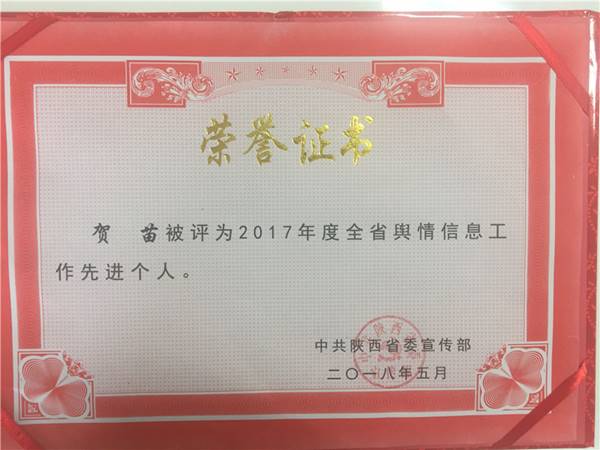 荣誉证书
贺 苗被评为2017年度全省舆情信息工
作先进个人。
中共陕西省委宣传部
二〇一八年五月